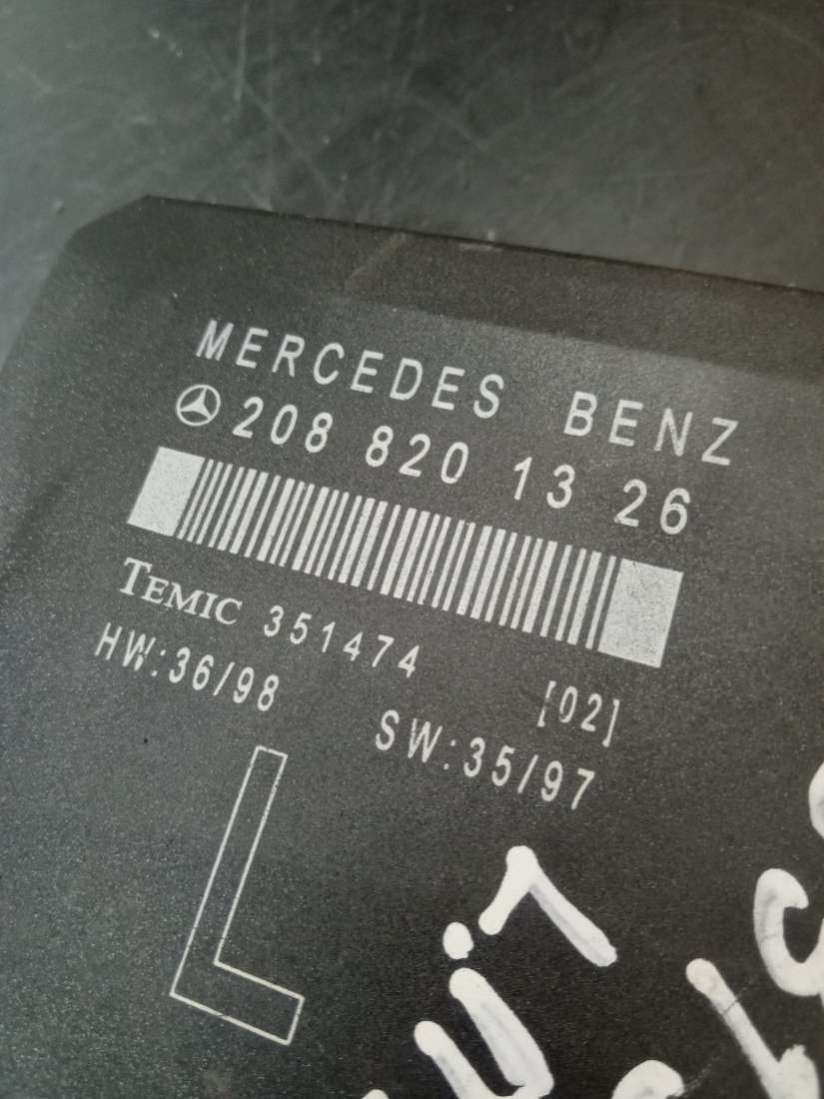 MERCEDES BENZ
208 820 13 26
TEMIC 351474 [02]
HW:36/98 SW:35/97
L